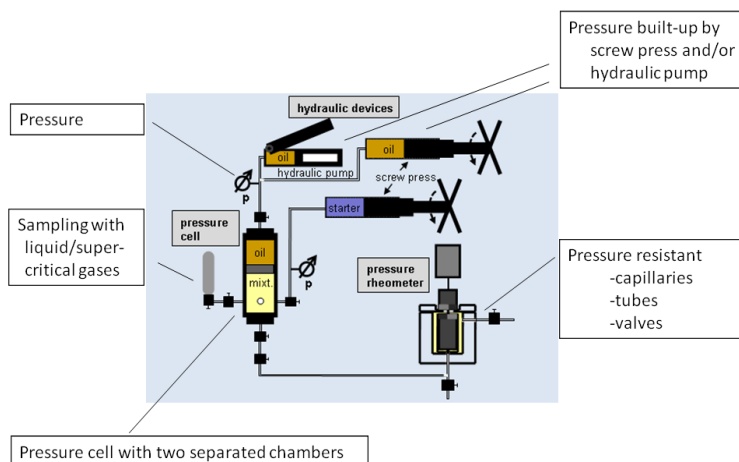 Pressure built-up by
screw press and/or
hydraulic pump
hydraulic devices
Pressure
oil
oil
hydraulic pump
p
screw press
starter
Sampling with
liquid/super-
critical gases
pressure
cell
oil
mixt.
p
pressure
rheometer
Pressure resistant
-capillaries
-tubes
-valves
Pressure cell with two separated chambers